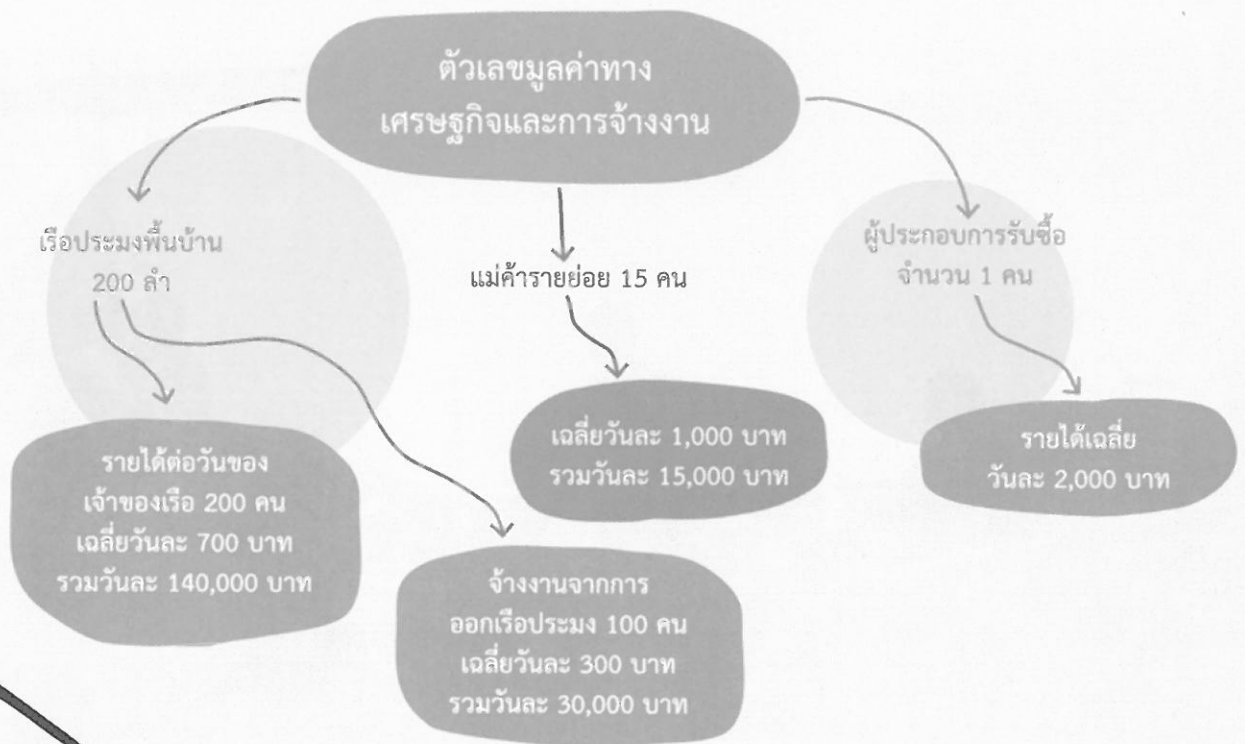 ตัวเลขมูลค่าทาง
เศรษฐกิจและการจ้างงาน
เรือประมงพื้นบ้าน
200 ลำ
แม่ค้ารายย่อย 15 คน
ผู้ประกอบการรับซื้อ
จำนวน 1 คน
รายได้ต่อวันของ
เจ้าของเรือ 200 คน
เฉลี่ยวันละ 700 บาท
รวมวันละ 140,000 บาท
จ้างงานจากการ
ออกเรือประมง 100 คน
เฉลี่ยวันละ 300 บาท
รวมวันละ 30,000 บาท
เฉลี่ยวันละ 1,000 บาท
รวมวันละ 15,000 บาท
รายได้เฉลี่ย
วันละ 2,000 บาท